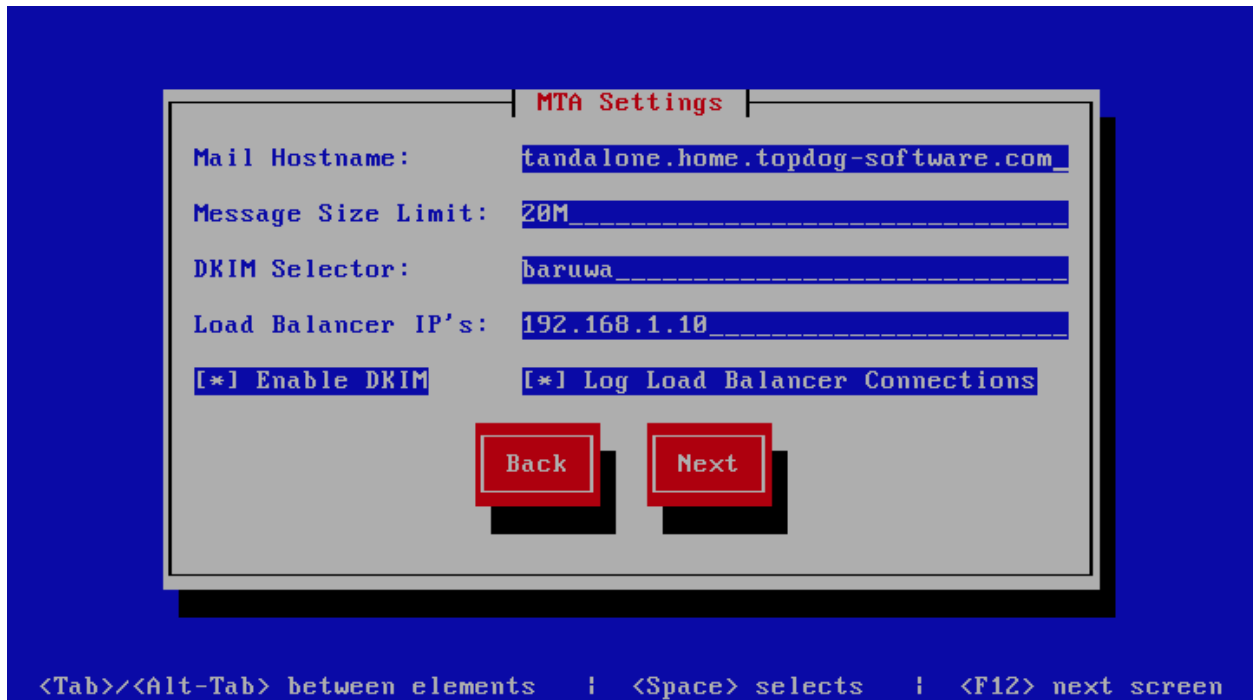 MTA Settings
Mail Hostname: tandalone.home.topdog-software.com_
Message Size Limit: 20M________________________________
DKIM Selector: baruwa_____________________________
Load Balancer IP's: 192.168.1.10_______________________
[*] Enable DKIM [*] Log Load Balancer Connections
Back Next
<Tab>/<Alt-Tab> between elements | <Space> selects | <F12> next screen